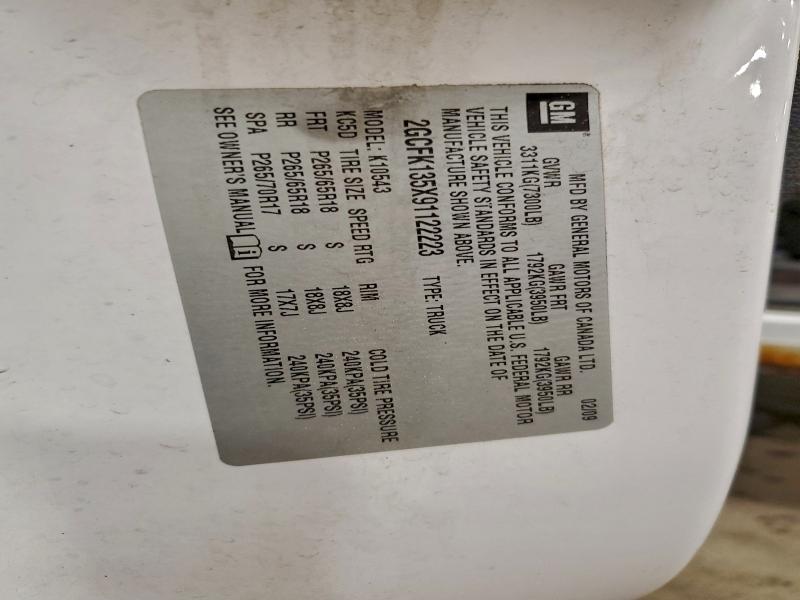 GM
MFD BY GENERAL MOTORS OF CANADA LTD. 02/09
GVWR GAWR FRT GAWR RR
3311KG(7300LB) 1792KG(3950LB) 1792KG(3950LB)
THIS VEHICLE CONFORMS TO ALL APPLICABLE U.S. FEDERAL MOTOR
VEHICLE SAFETY STANDARDS IN EFFECT ON THE DATE OF
MANUFACTURE SHOWN ABOVE.
2GCFK135X91122223 TYPE: TRUCK
MODEL: K10543
KC5D TIRE SIZE SPEED RTG RIM COLD TIRE PRESSURE
FRT P265/65R18 S 18X8J 240KPA(35PSI)
RR P265/65R18 S 18X8J 240KPA(35PSI)
SPA P265/70R17 S 17X7J 240KPA(35PSI)
SEE OWNER'S MANUAL FOR MORE INFORMATION.